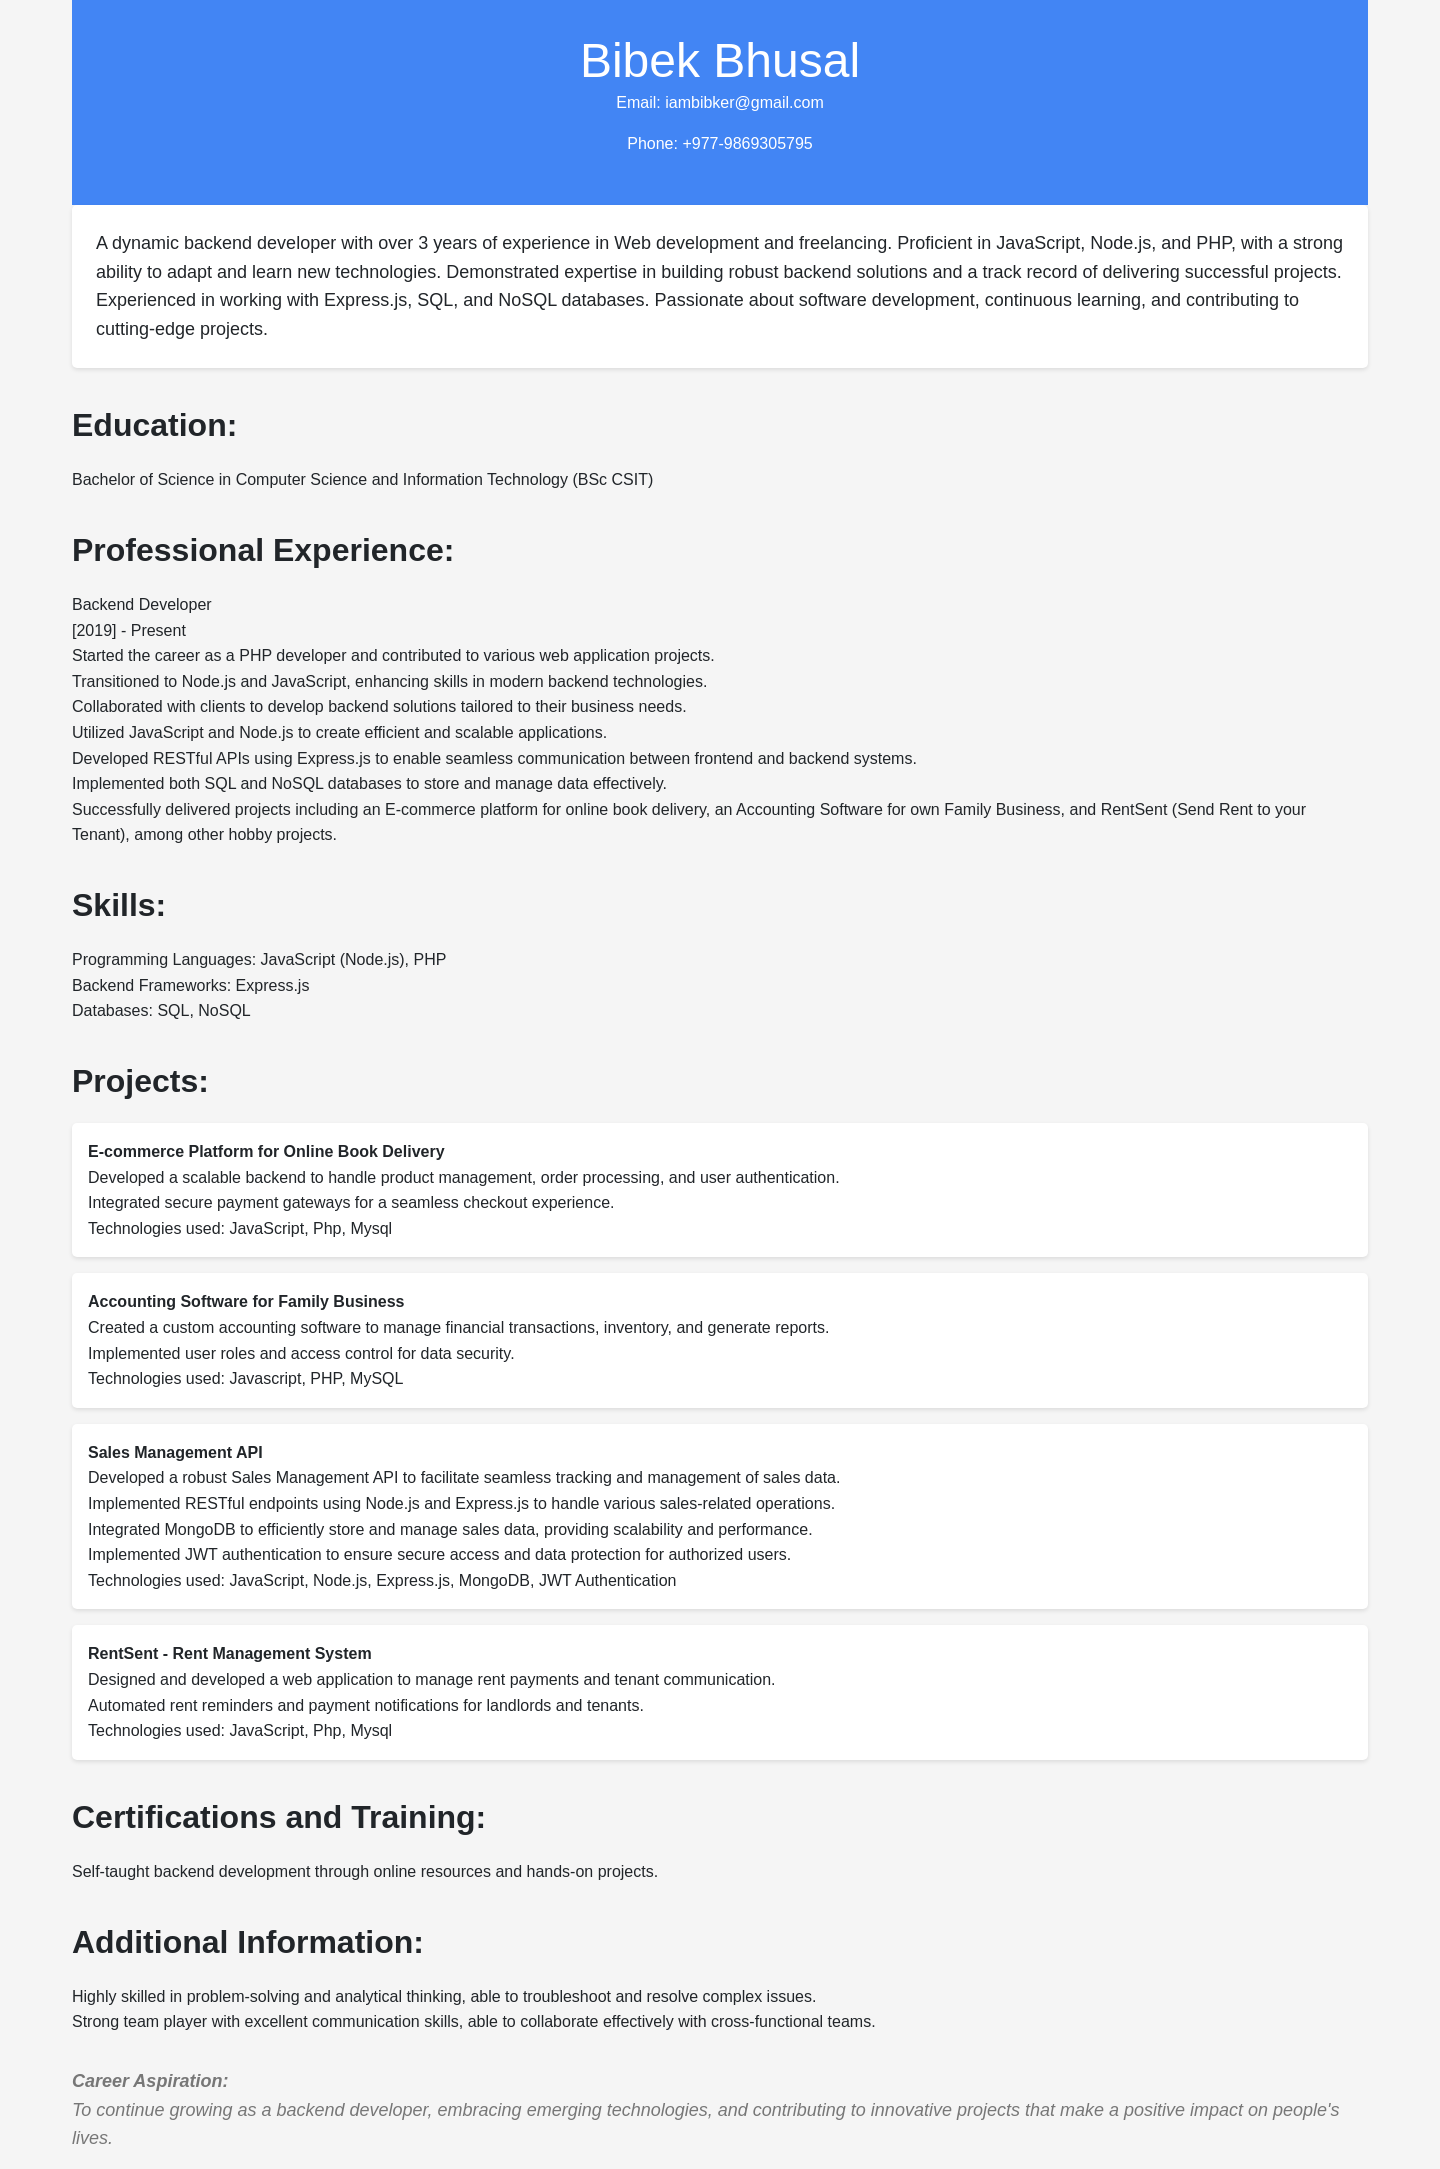 Bibek Bhusal
Email: iambibker@gmail.com
Phone: +977-9869305795
A dynamic backend developer with over 3 years of experience in Web development and freelancing. Proficient in JavaScript, Node.js, and PHP, with a strong
ability to adapt and learn new technologies. Demonstrated expertise in building robust backend solutions and a track record of delivering successful projects.
Experienced in working with Express.js, SQL, and NoSQL databases. Passionate about software development, continuous learning, and contributing to
cutting-edge projects.
Education:
Bachelor of Science in Computer Science and Information Technology (BSc CSIT)
Professional Experience:
Backend Developer
[2019] - Present
Started the career as a PHP developer and contributed to various web application projects.
Transitioned to Node.js and JavaScript, enhancing skills in modern backend technologies.
Collaborated with clients to develop backend solutions tailored to their business needs.
Utilized JavaScript and Node.js to create efficient and scalable applications.
Developed RESTful APIs using Express.js to enable seamless communication between frontend and backend systems.
Implemented both SQL and NoSQL databases to store and manage data effectively.
Successfully delivered projects including an E-commerce platform for online book delivery, an Accounting Software for own Family Business, and RentSent (Send Rent to your
Tenant), among other hobby projects.
Skills:
Programming Languages: JavaScript (Node.js), PHP
Backend Frameworks: Express.js
Databases: SQL, NoSQL
Projects:
E-commerce Platform for Online Book Delivery
Developed a scalable backend to handle product management, order processing, and user authentication.
Integrated secure payment gateways for a seamless checkout experience.
Technologies used: JavaScript, Php, Mysql
Accounting Software for Family Business
Created a custom accounting software to manage financial transactions, inventory, and generate reports.
Implemented user roles and access control for data security.
Technologies used: Javascript, PHP, MySQL
Sales Management API
Developed a robust Sales Management API to facilitate seamless tracking and management of sales data.
Implemented RESTful endpoints using Node.js and Express.js to handle various sales-related operations.
Integrated MongoDB to efficiently store and manage sales data, providing scalability and performance.
Implemented JWT authentication to ensure secure access and data protection for authorized users.
Technologies used: JavaScript, Node.js, Express.js, MongoDB, JWT Authentication
RentSent - Rent Management System
Designed and developed a web application to manage rent payments and tenant communication.
Automated rent reminders and payment notifications for landlords and tenants.
Technologies used: JavaScript, Php, Mysql
Certifications and Training:
Self-taught backend development through online resources and hands-on projects.
Additional Information:
Highly skilled in problem-solving and analytical thinking, able to troubleshoot and resolve complex issues.
Strong team player with excellent communication skills, able to collaborate effectively with cross-functional teams.
Career Aspiration:
To continue growing as a backend developer, embracing emerging technologies, and contributing to innovative projects that make a positive impact on people's
lives.